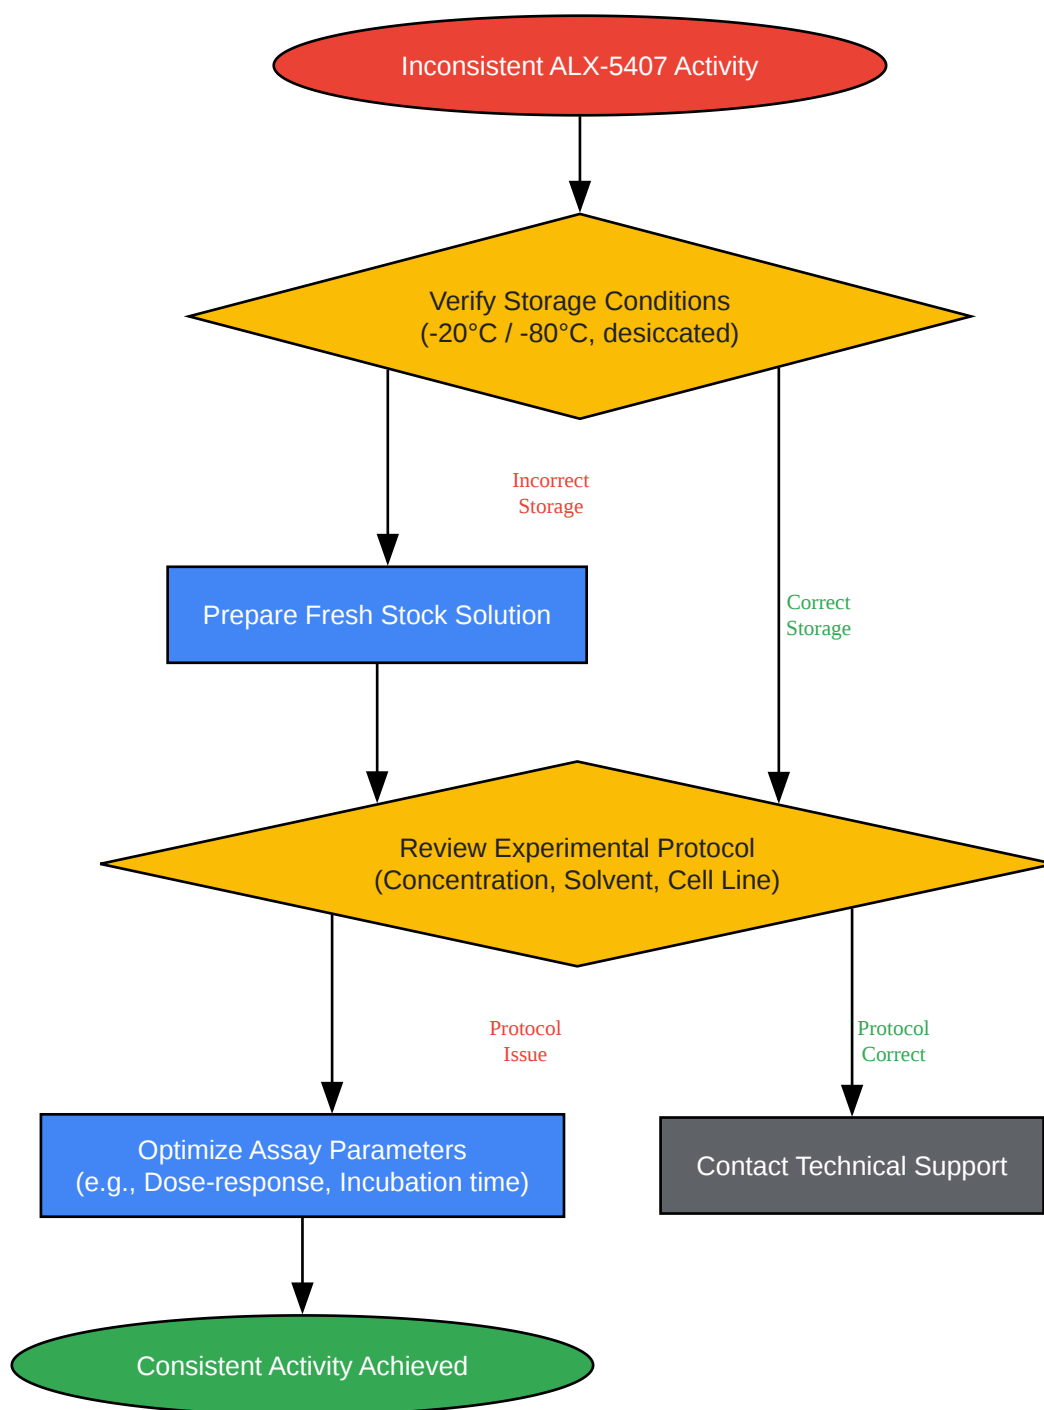 Inconsistent ALX-5407 Activity
Verify Storage Conditions
(-20°C / -80°C, desiccated)
Incorrect
Storage
Prepare Fresh Stock Solution
Correct
Storage
Review Experimental Protocol
(Concentration, Solvent, Cell Line)
Protocol
Issue
Protocol
Correct
Optimize Assay Parameters
(e.g., Dose-response, Incubation time)
Contact Technical Support
Consistent Activity Achieved